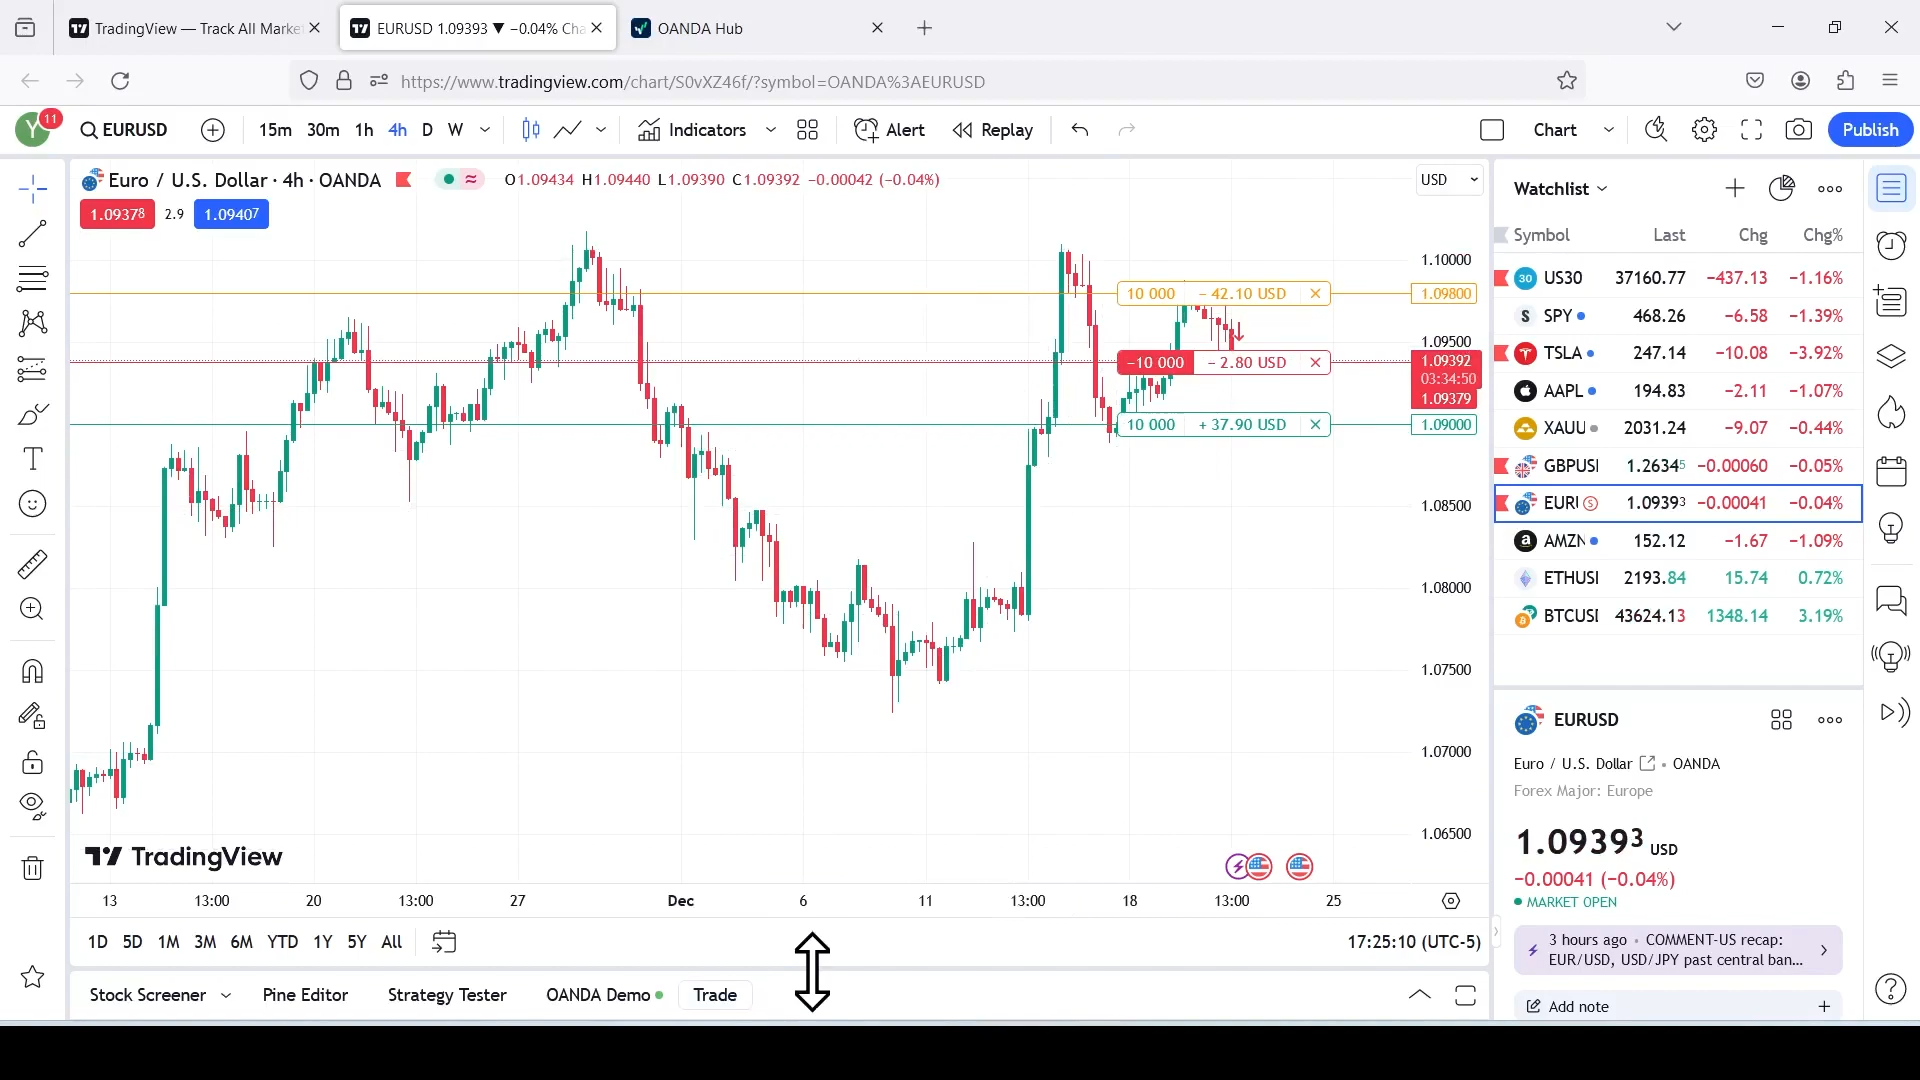 TradingView — Track All Marke
EURUSD 1.09393 ▼ −0.04% Cha
OANDA Hub
https://www.tradingview.com/chart/S0vXZ46f/?symbol=OANDA%3AEURUSD
Y 11 EURUSD 15m 30m 1h 4h D W Indicators Alert Replay Chart Publish
Euro / U.S. Dollar · 4h · OANDA O1.09434 H1.09440 L1.09390 C1.09392 −0.00042 (−0.04%)
USD
1.09378 2.9 1.09407
1.10000
10 000 − 42.10 USD 1.09800
1.09500
−10 000 − 2.80 USD 1.09392
03:34:50
1.09379
10 000 + 37.90 USD 1.09000
1.08500
1.08000
1.07500
1.07000
1.06500
TradingView
13 13:00 20 13:00 27 Dec 6 11 13:00 18 13:00 25
1D 5D 1M 3M 6M YTD 1Y 5Y All 17:25:10 (UTC-5)
Stock Screener Pine Editor Strategy Tester OANDA Demo Trade
Watchlist
Symbol Last Chg Chg%
30 US30 37160.77 −437.13 −1.16%
S SPY 468.26 −6.58 −1.39%
TSLA 247.14 −10.08 −3.92%
AAPL 194.83 −2.11 −1.07%
XAUU 2031.24 −9.07 −0.44%
GBPUSI 1.26345 −0.00060 −0.05%
EURI S 1.09393 −0.00041 −0.04%
a AMZN 152.12 −1.67 −1.09%
ETHUSI 2193.84 15.74 0.72%
BTCUSI 43624.13 1348.14 3.19%
EURUSD
Euro / U.S. Dollar • OANDA
Forex Major: Europe
1.09393 USD
−0.00041 (−0.04%)
MARKET OPEN
3 hours ago • COMMENT-US recap:
EUR/USD, USD/JPY past central ban...
Add note